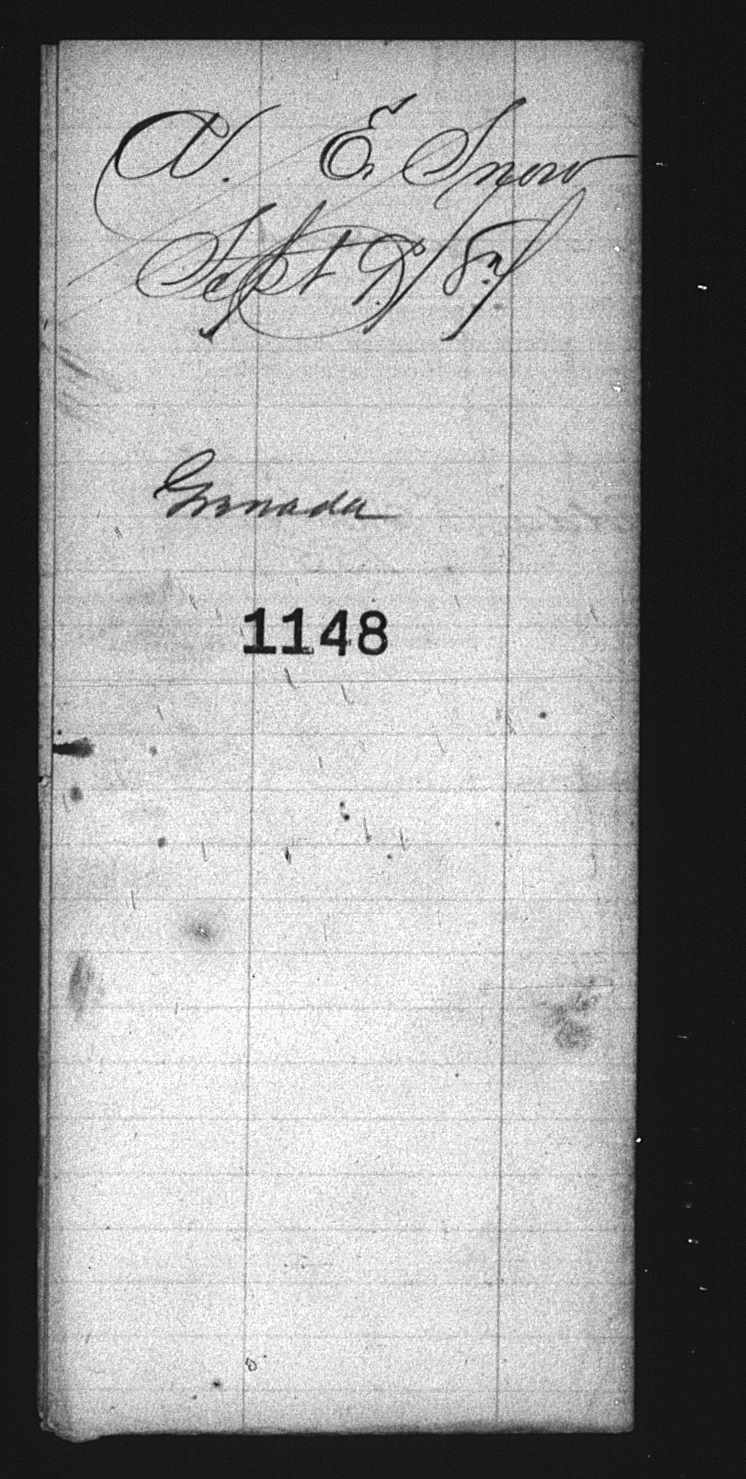 A. E. Snow
Sept 9/87
Grenada
1148